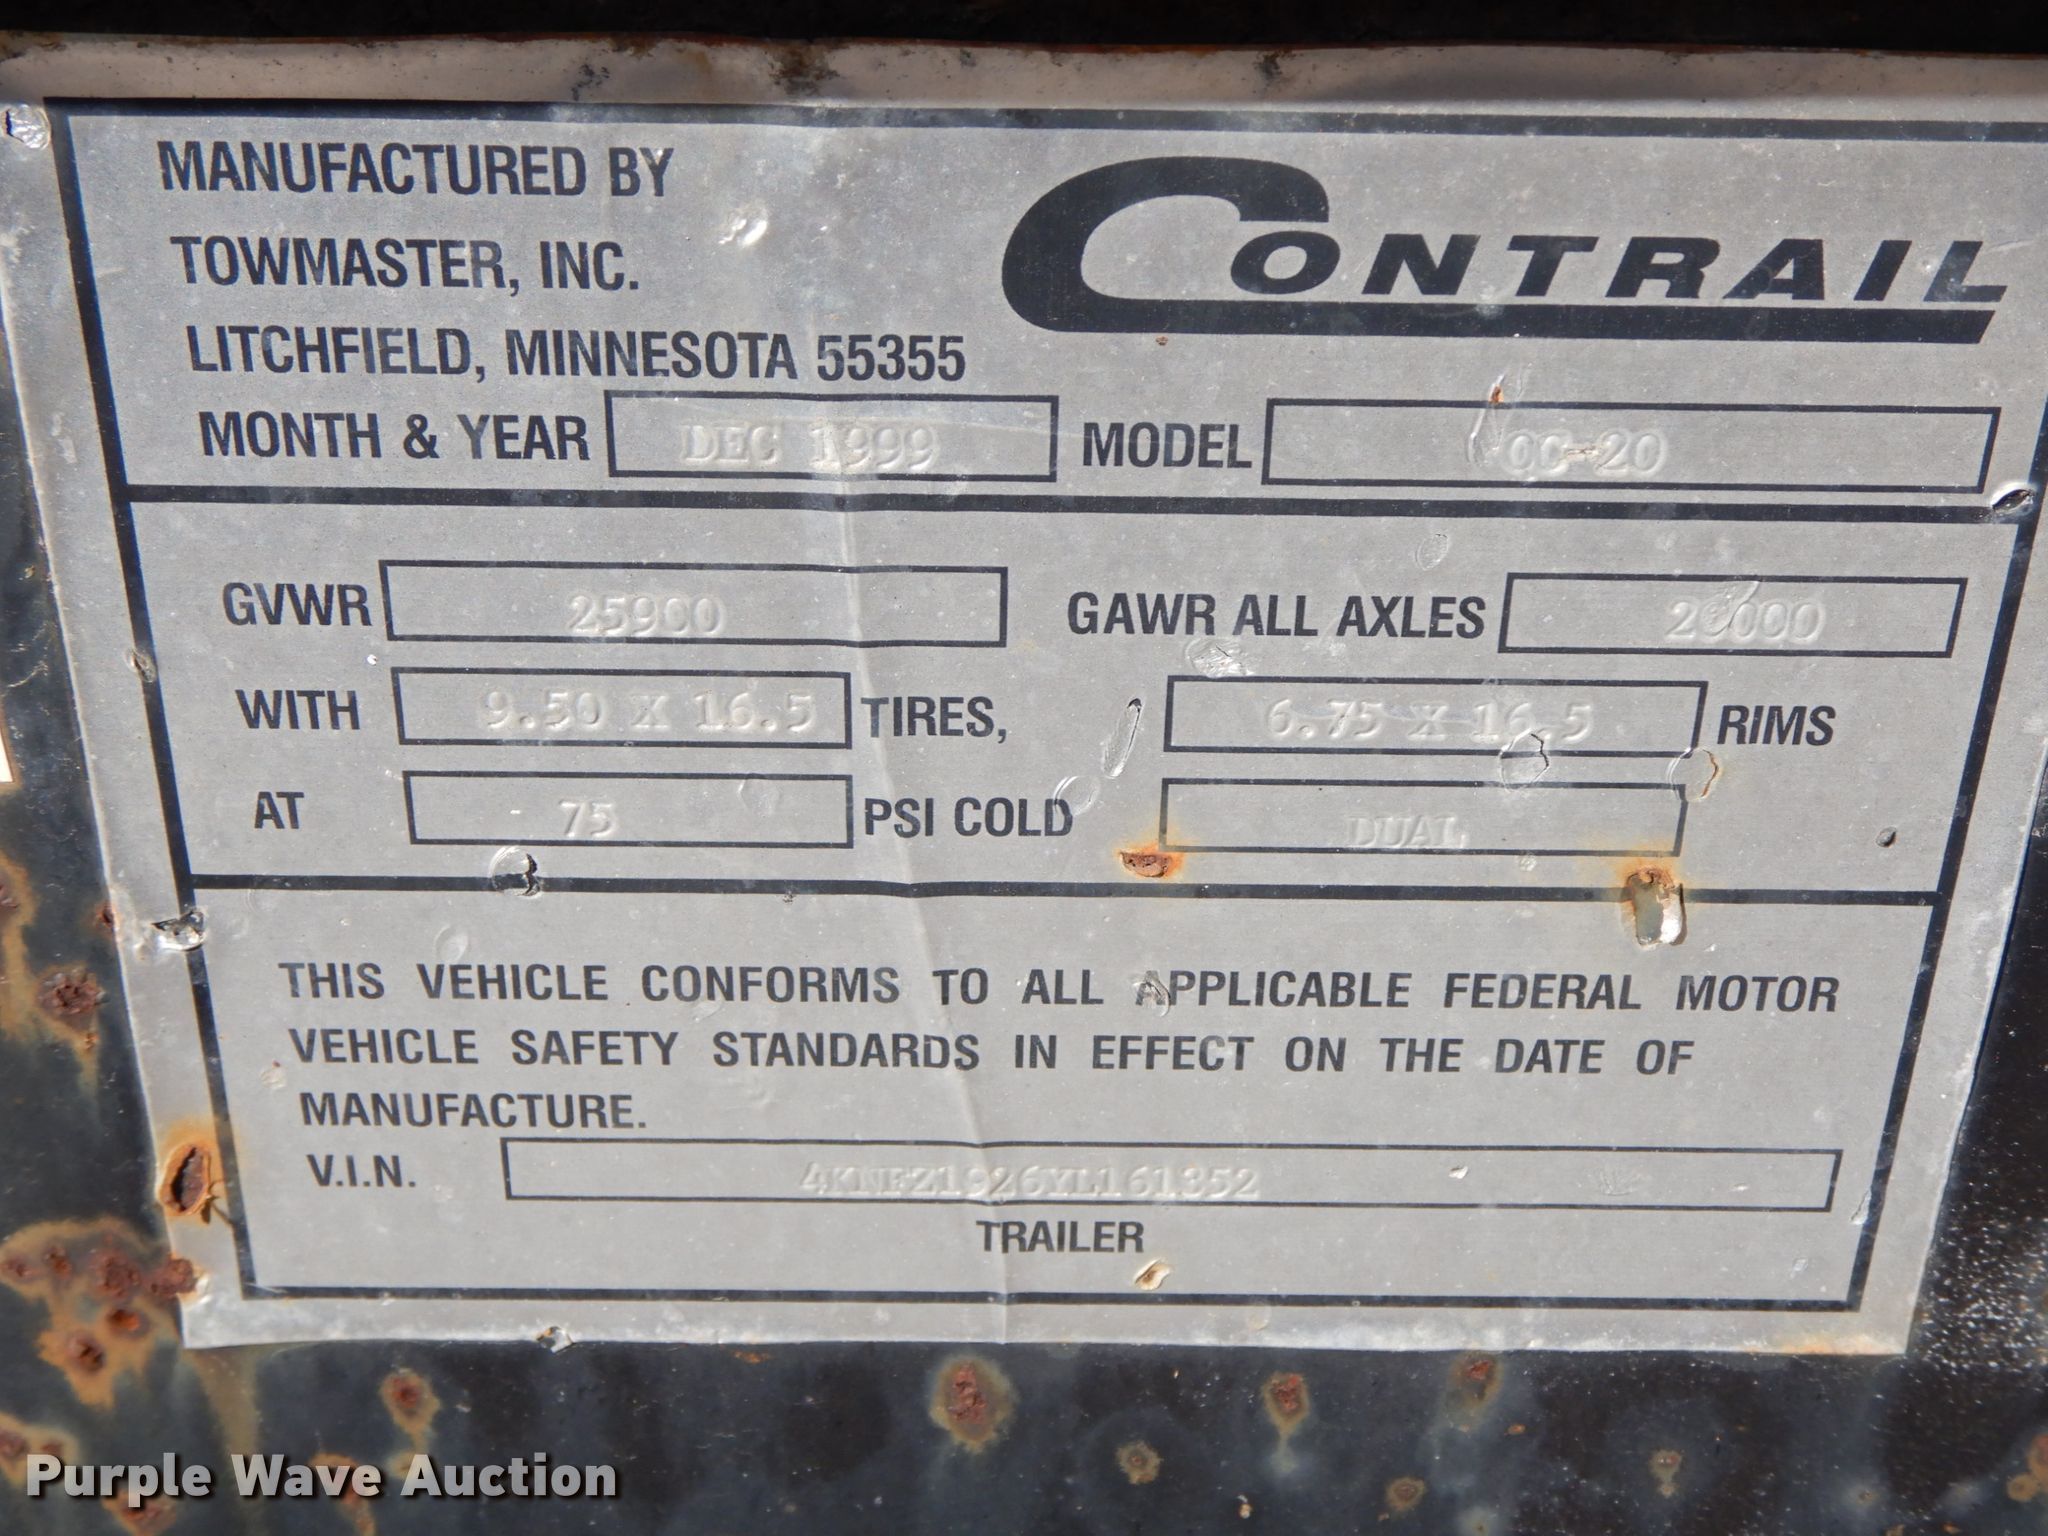 MANUFACTURED BY
TOWMASTER, INC.
LITCHFIELD, MINNESOTA 55355
CONTRAIL
MONTH & YEAR DEC 1999 MODEL
GVWR 25900 GAWR ALL AXLES 20000
WITH 9.50 X 16.5 TIRES, 6.75 X 16.5 RIMS
AT 75 PSI COLD DUAL
THIS VEHICLE CONFORMS TO ALL APPLICABLE FEDERAL MOTOR
VEHICLE SAFETY STANDARDS IN EFFECT ON THE DATE OF
MANUFACTURE.
V.I.N. 4KNFZ1926YL161352
TRAILER
Purple Wave Auction